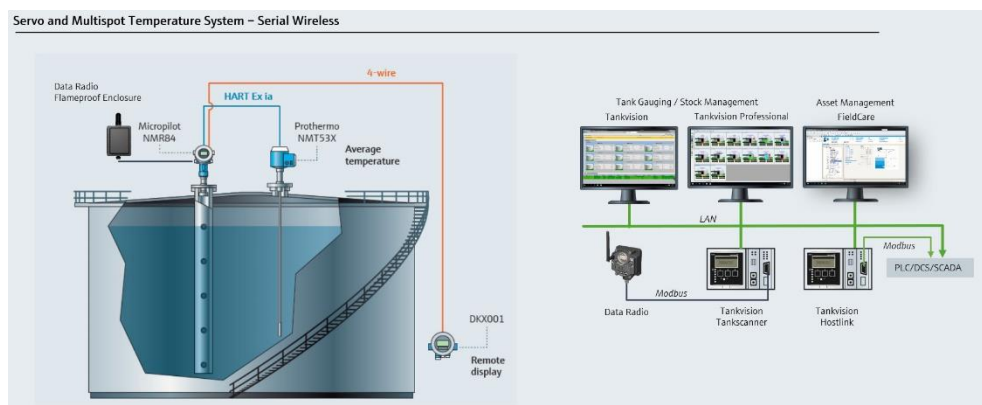 Servo and Multispot Temperature System – Serial Wireless
Data Radio
Flameproof Enclosure
4-wire
HART Ex ia
Micropilot
NMR84
Prothermo
NMT53X
Average
temperature
DKX001
Remote
display
Tank Gauging / Stock Management
Tankvision
Tankvision Professional
Asset Management
FieldCare
LAN
Modbus
PLC/DCS/SCADA
Modbus
Data Radio
Tankvision
Tankscanner
Tankvision
Hostlink